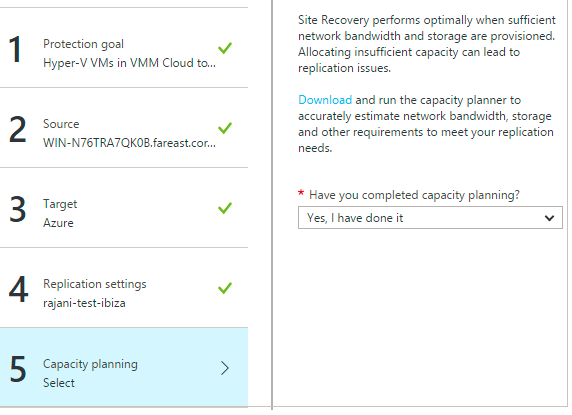 1
Protection goal
Hyper-V VMs in VMM Cloud to...
2
Source
WIN-N76TRA7QK0B.fareast.cor...
3
Target
Azure
4
Replication settings
rajani-test-ibiza
5
Capacity planning
Select
Site Recovery performs optimally when sufficient
network bandwidth and storage are provisioned.
Allocating insufficient capacity can lead to
replication issues.
Download and run the capacity planner to
accurately estimate network bandwidth, storage
and other requirements to meet your replication
needs.
* Have you completed capacity planning?
Yes, I have done it